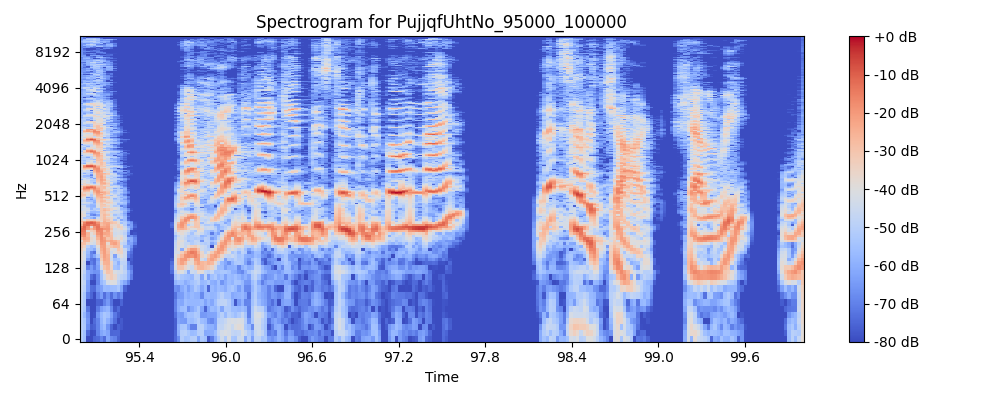 Spectrogram for PujjqfUhtNo_95000_100000
8192
4096
2048
1024
512
256
128
64
0
Hz
95.4 96.0 96.6 97.2 97.8 98.4 99.0 99.6
Time
+0 dB
-10 dB
-20 dB
-30 dB
-40 dB
-50 dB
-60 dB
-70 dB
-80 dB